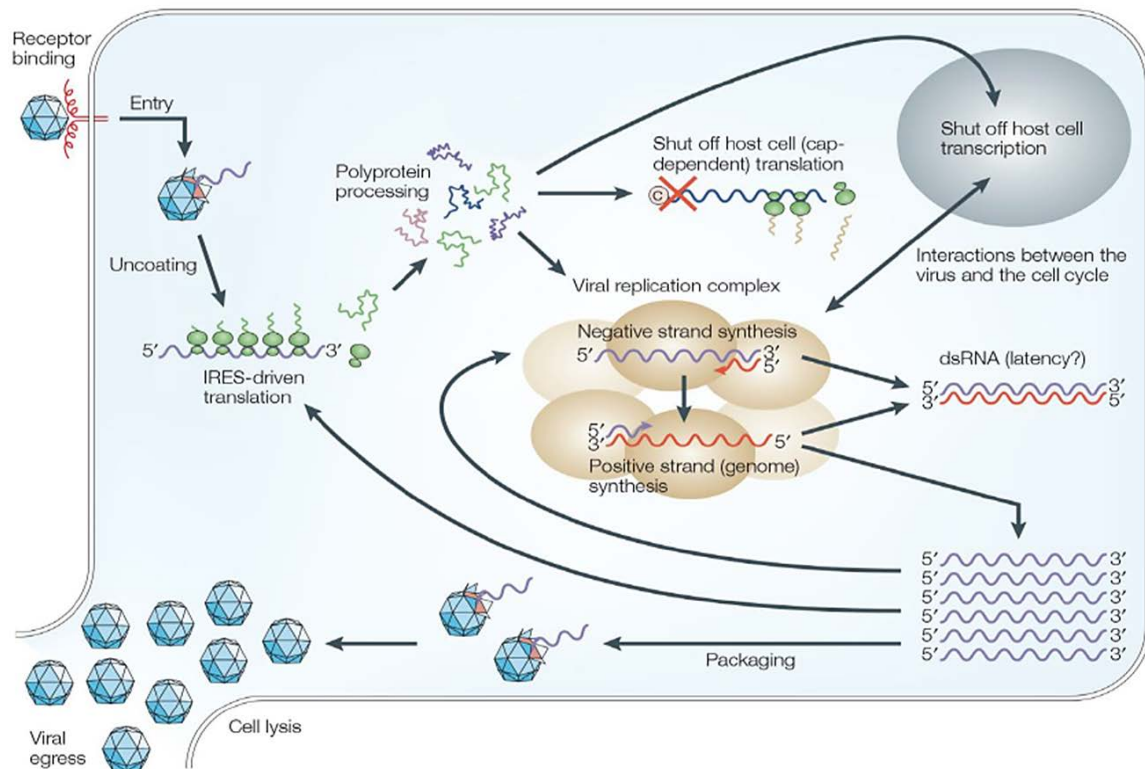 Receptor
binding
Entry
Uncoating
5′ 3′
IRES-driven
translation
Polyprotein
processing
Shut off host cell (cap-
dependent) translation
C
Shut off host cell
transcription
Interactions between the
virus and the cell cycle
Viral replication complex
Negative strand synthesis
5′ 3′
5′
5′
3′ 5′
Positive strand (genome)
synthesis
dsRNA (latency?)
5′ 3′
3′ 5′
5′ 3′
5′ 3′
5′ 3′
5′ 3′
5′ 3′
5′ 3′
Packaging
Cell lysis
Viral
egress